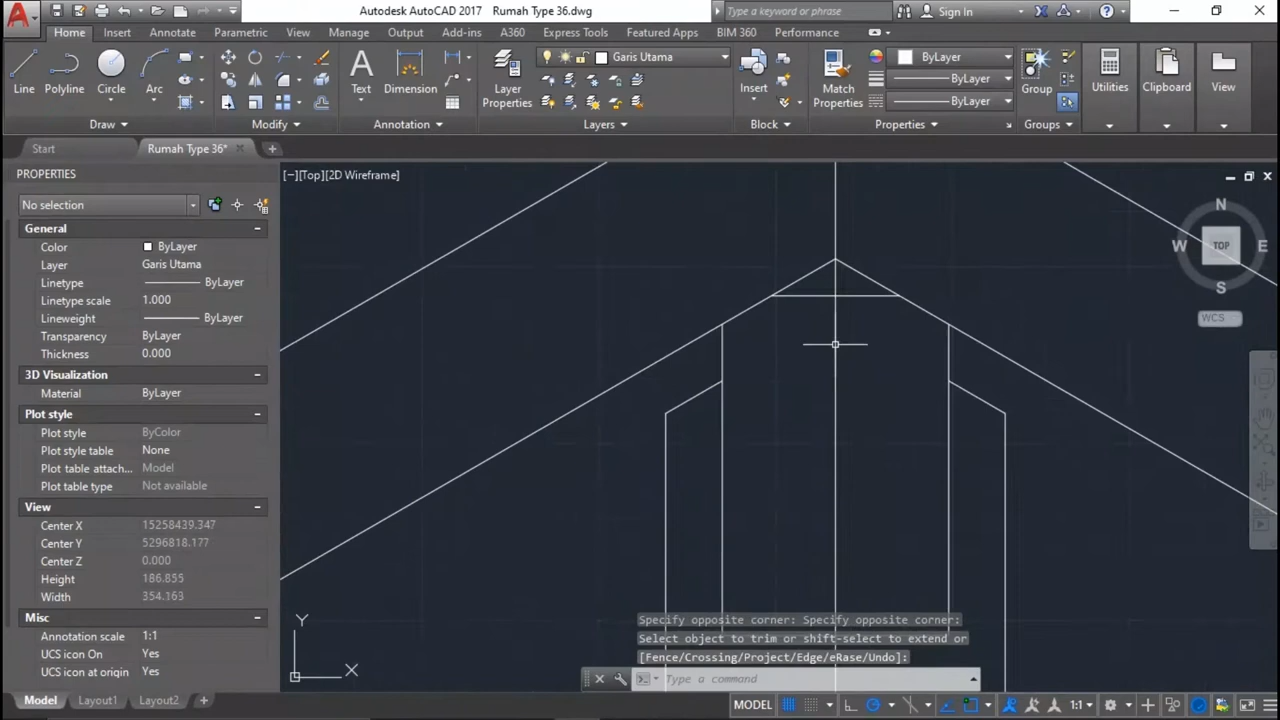 Autodesk AutoCAD 2017 Rumah Type 36.dwg
Type a keyword or phrase
Sign In
Home Insert Annotate Parametric View Manage Output Add-ins A360 Express Tools Featured Apps BIM 360 Performance
Garis Utama
ByLayer
ByLayer
ByLayer
Line Polyline Circle Arc
Text Dimension
Layer Properties
Insert
Match Properties
Group
Utilities
Clipboard
View
Draw Modify Annotation Layers Block Properties Groups
Start Rumah Type 36*
PROPERTIES
[−][Top][2D Wireframe]
No selection
General
Color ByLayer
Layer Garis Utama
Linetype ByLayer
Linetype scale 1.000
Lineweight ByLayer
Transparency ByLayer
Thickness 0.000
3D Visualization
Material ByLayer
Plot style
Plot style ByColor
Plot style table None
Plot table attach... Model
Plot table type Not available
View
Center X 15258439.347
Center Y 5296818.177
Center Z 0.000
Height 186.855
Width 354.163
Misc
Annotation scale 1:1
UCS icon On Yes
UCS icon at origin Yes
N
W TOP E
S
WCS
Y
X
Specify opposite corner: Specify opposite corner:
Select object to trim or shift-select to extend or
[Fence/Crossing/Project/Edge/eRase/Undo]:
Type a command
Model Layout1 Layout2
MODEL
1:1